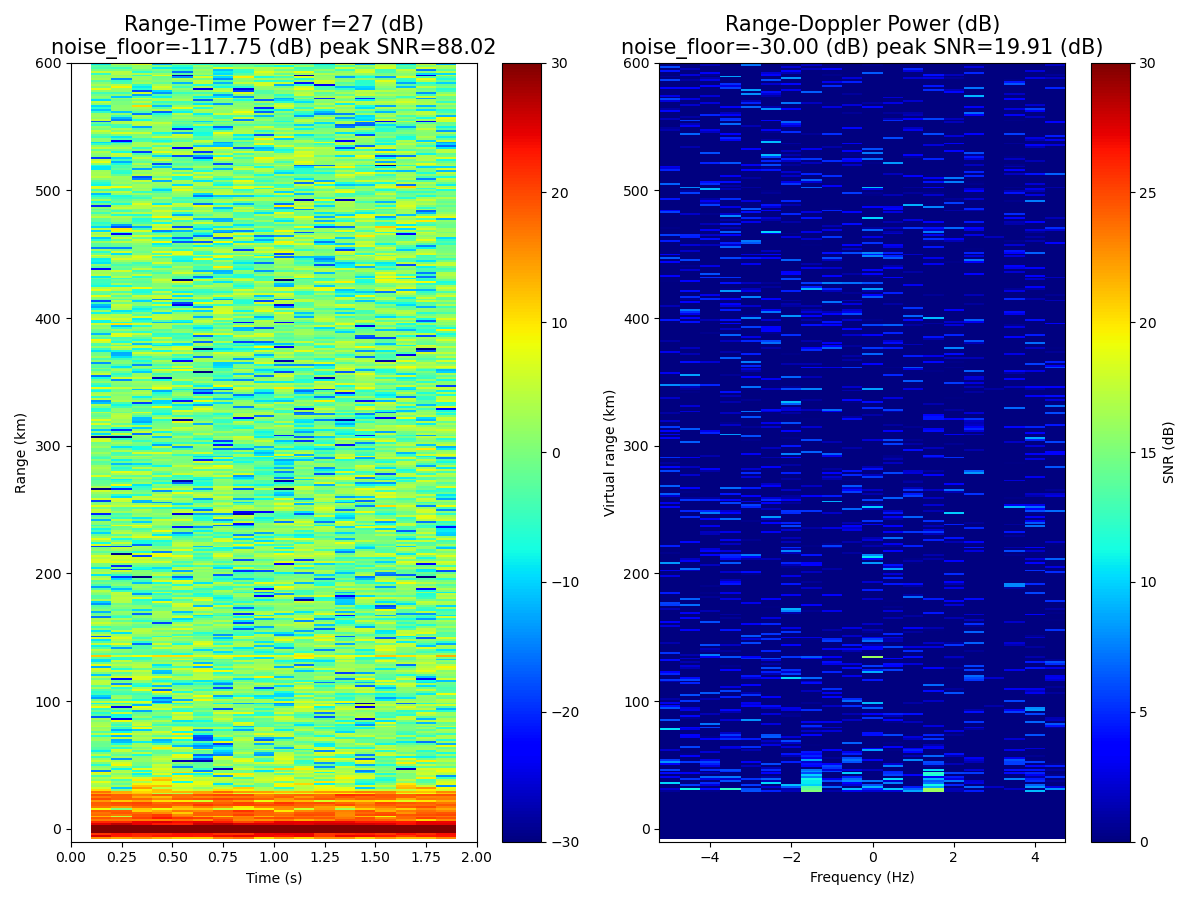 Range-Time Power f=27 (dB)
noise_floor=-117.75 (dB) peak SNR=88.02
600
500
400
300
200
100
0
Range (km)
0.00 0.25 0.50 0.75 1.00 1.25 1.50 1.75 2.00
Time (s)
30
20
10
0
−10
−20
−30
Range-Doppler Power (dB)
noise_floor=-30.00 (dB) peak SNR=19.91 (dB)
600
500
400
300
200
100
0
Virtual range (km)
−4 −2 0 2 4
Frequency (Hz)
30
25
20
15
10
5
0
SNR (dB)